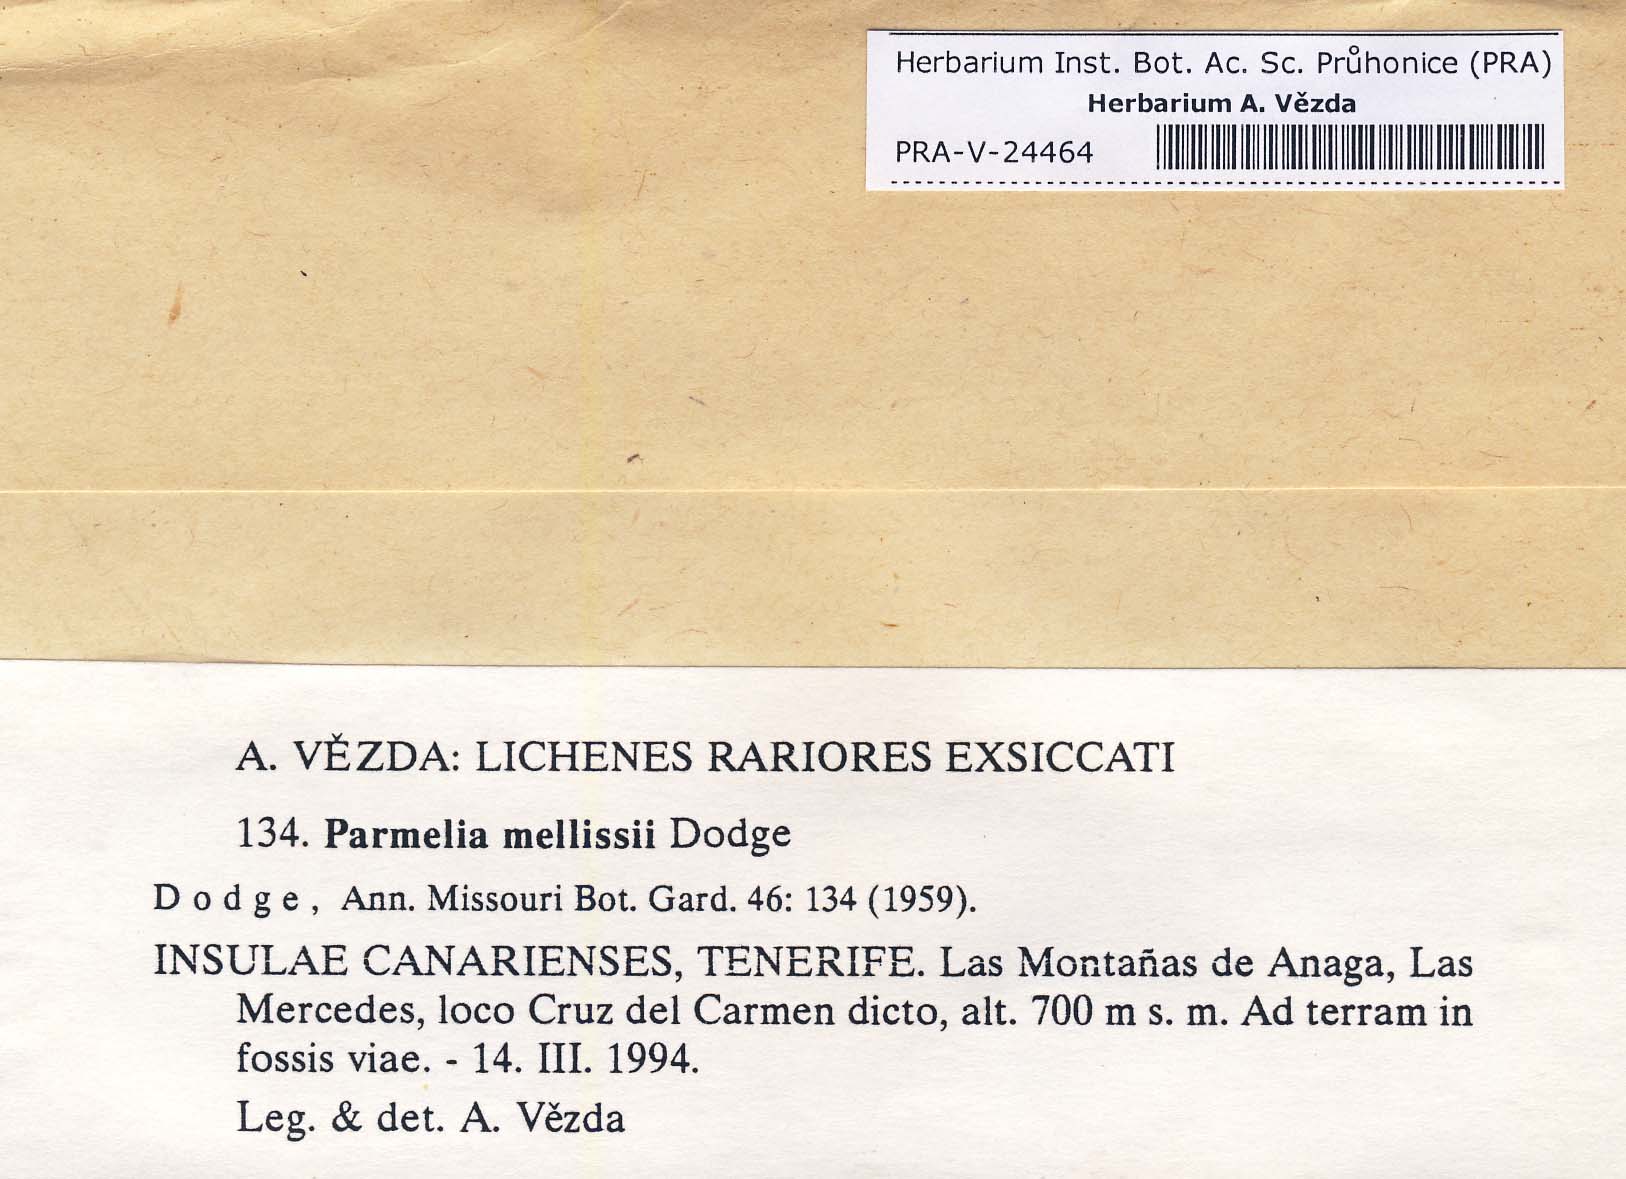 Herbarium Inst. Bot. Ac. Sc. Průhonice (PRA)
Herbarium A. Vězda
PRA-V-24464
A. VĚZDA: LICHENES RARIORES EXSICCATI
134. Parmelia mellissii Dodge
Dodge, Ann. Missouri Bot. Gard. 46: 134 (1959).
INSULAE CANARIENSES, TENERIFE. Las Montañas de Anaga, Las
Mercedes, loco Cruz del Carmen dicto, alt. 700 m s. m. Ad terram in
fossis viae. - 14. III. 1994.
Leg. & det. A. Vězda